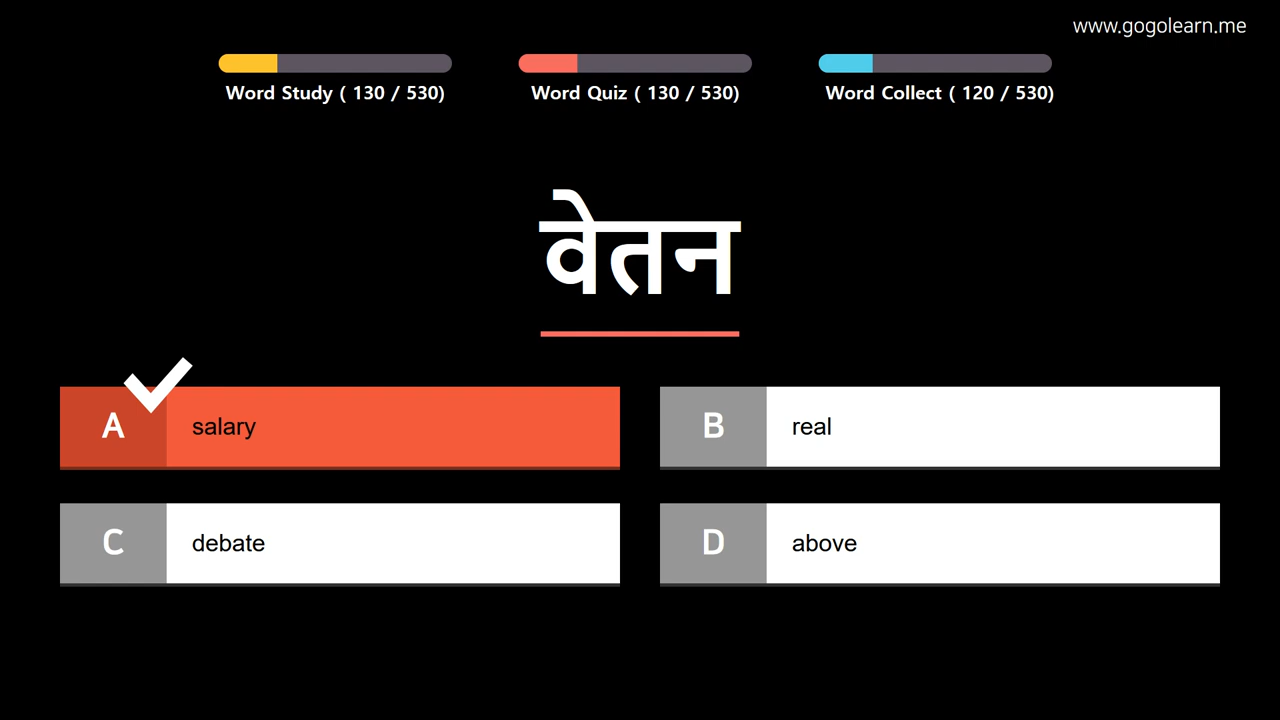 www.gogolearn.me
Word Study ( 130 / 530)
Word Quiz ( 130 / 530)
Word Collect ( 120 / 530)
वेतन
A salary
B real
C debate
D above